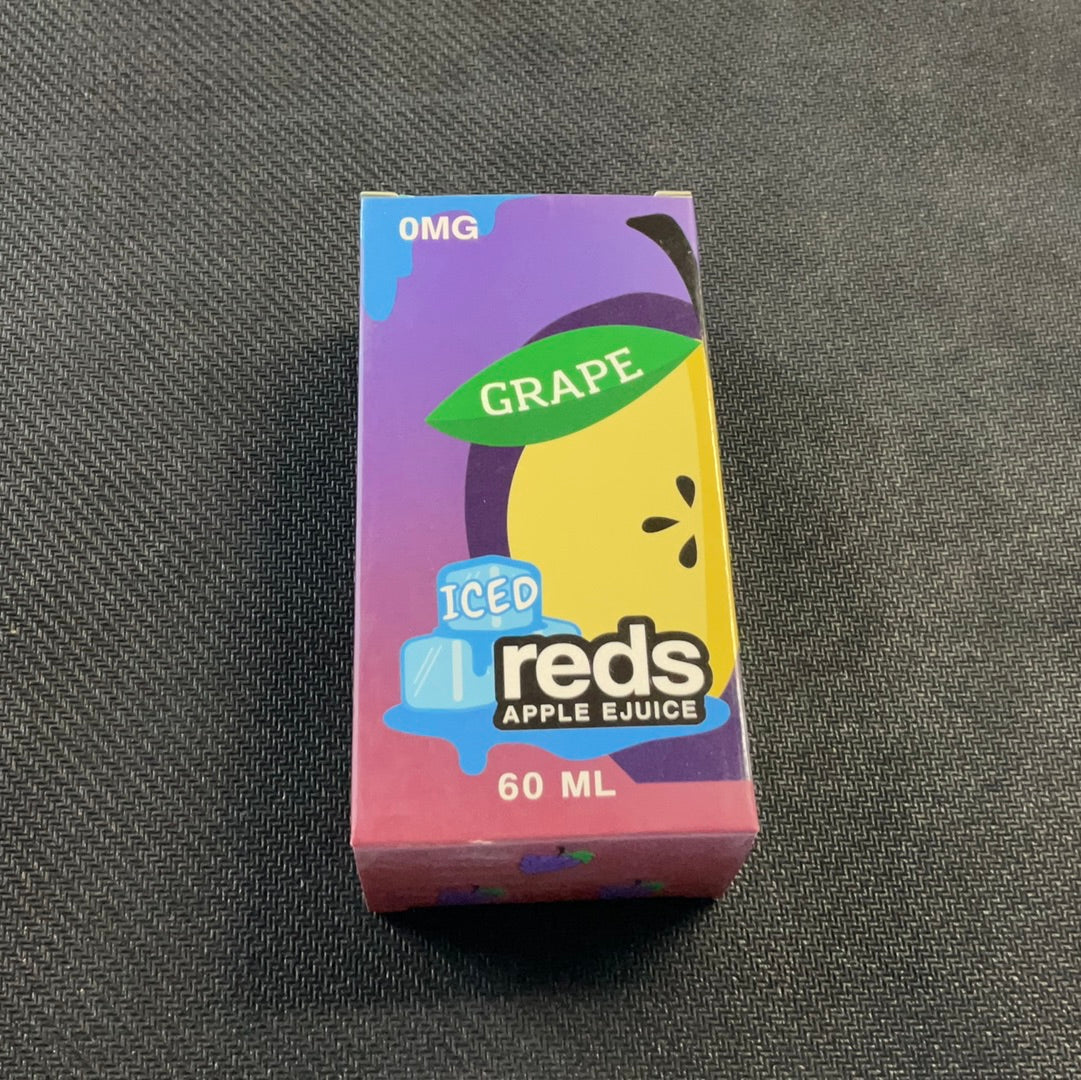 0MG
GRAPE
ICED
reds
APPLE EJUICE
60 ML